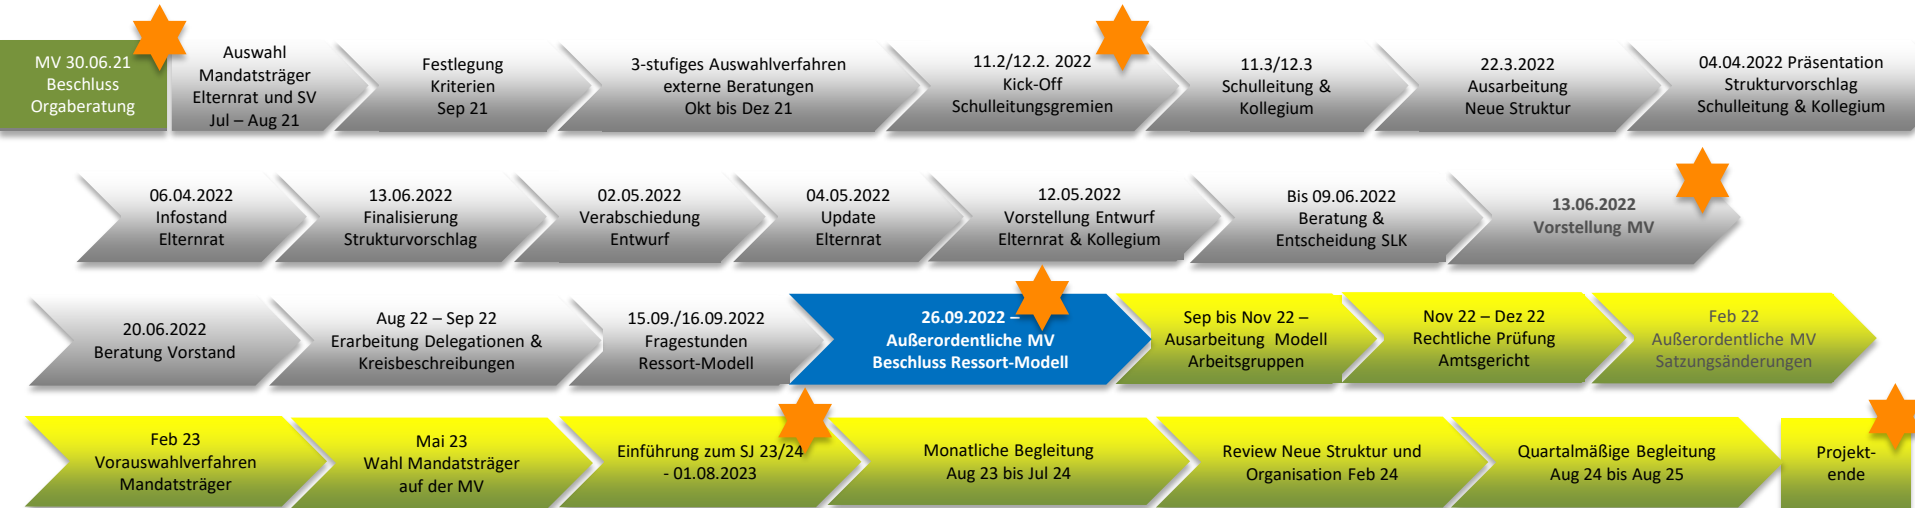 MV 30.06.21
Beschluss
Orgaberatung
Auswahl
Mandatsträger
Elternrat und SV
Jul – Aug 21
Festlegung
Kriterien
Sep 21
3-stufiges Auswahlverfahren
externe Beratungen
Okt bis Dez 21
11.2/12.2. 2022
Kick-Off
Schulleitungsgremien
11.3/12.3
Schulleitung &
Kollegium
22.3.2022
Ausarbeitung
Neue Struktur
04.04.2022 Präsentation
Strukturvorschlag
Schulleitung & Kollegium
06.04.2022
Infostand
Elternrat
13.06.2022
Finalisierung
Strukturvorschlag
02.05.2022
Verabschiedung
Entwurf
04.05.2022
Update
Elternrat
12.05.2022
Vorstellung Entwurf
Elternrat & Kollegium
Bis 09.06.2022
Beratung &
Entscheidung SLK
13.06.2022
Vorstellung MV
20.06.2022
Beratung Vorstand
Aug 22 – Sep 22
Erarbeitung Delegationen &
Kreisbeschreibungen
15.09./16.09.2022
Fragestunden
Ressort-Modell
26.09.2022 –
Außerordentliche MV
Beschluss Ressort-Modell
Sep bis Nov 22 –
Ausarbeitung Modell
Arbeitsgruppen
Nov 22 – Dez 22
Rechtliche Prüfung
Amtsgericht
Feb 22
Außerordentliche MV
Satzungsänderungen
Feb 23
Vorauswahlverfahren
Mandatsträger
Mai 23
Wahl Mandatsträger
auf der MV
Einführung zum SJ 23/24
- 01.08.2023
Monatliche Begleitung
Aug 23 bis Jul 24
Review Neue Struktur und
Organisation Feb 24
Quartalmäßige Begleitung
Aug 24 bis Aug 25
Projekt-
ende